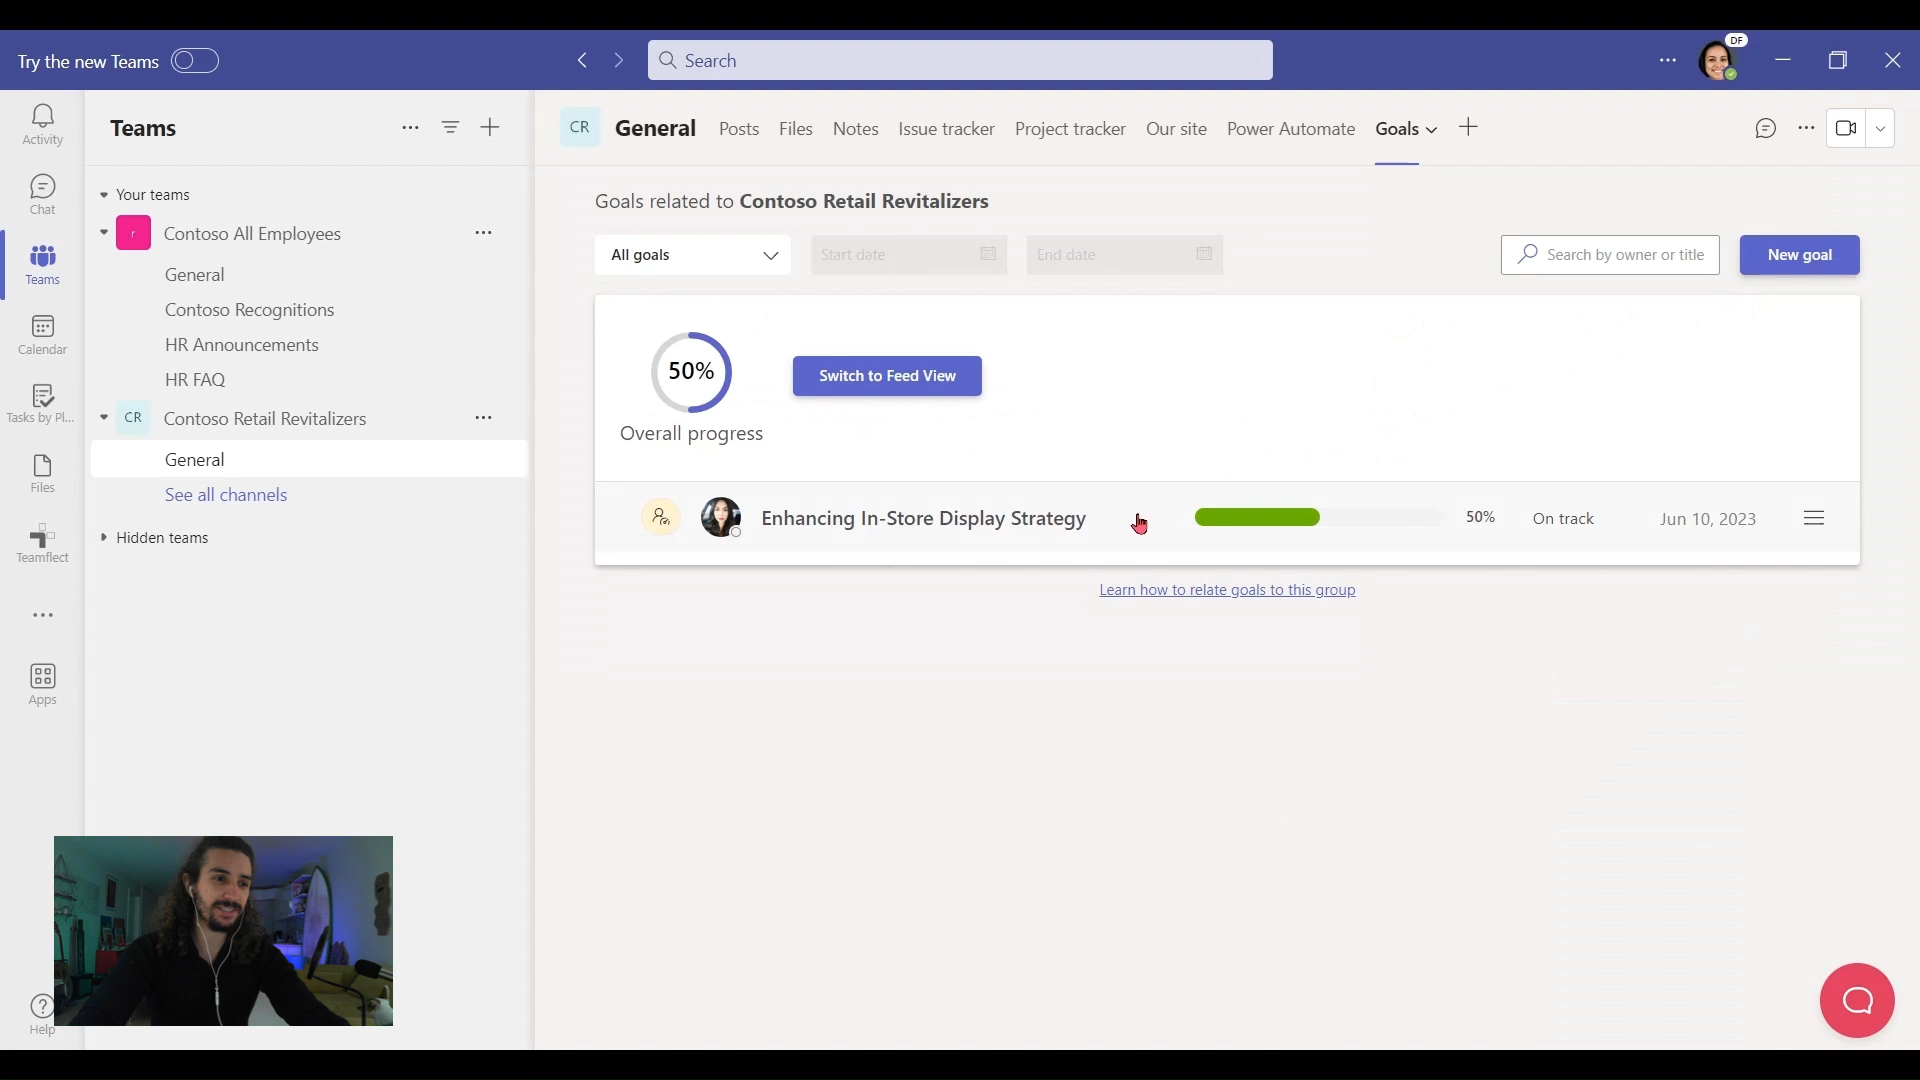 Try the new Teams
Search
DF
Activity
Chat
Teams
Calendar
Tasks by Pl...
Files
Teamflect
Apps
Help
Teams
Your teams
r
Contoso All Employees
General
Contoso Recognitions
HR Announcements
HR FAQ
CR Contoso Retail Revitalizers
General
See all channels
Hidden teams
CR General Posts Files Notes Issue tracker Project tracker Our site Power Automate Goals
Goals related to Contoso Retail Revitalizers
All goals Start date End date Search by owner or title New goal
50%
Switch to Feed View
Overall progress
Enhancing In-Store Display Strategy 50% On track Jun 10, 2023
Learn how to relate goals to this group